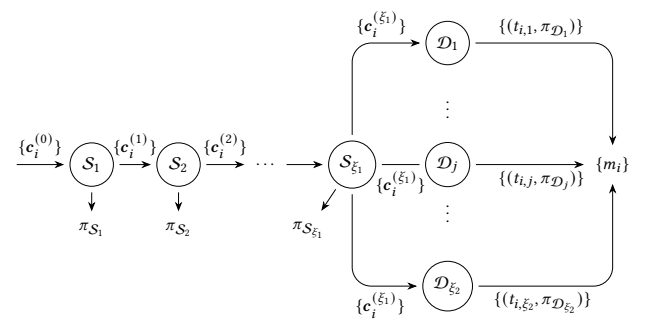 {c_i^(ξ_1)} 𝒟_1 {(t_{i,1}, π_{𝒟_1})}
⋮
{c_i^(0)} 𝒮_1 {c_i^(1)} 𝒮_2 {c_i^(2)} ⋯ 𝒮_{ξ_1} {c_i^(ξ_1)} 𝒟_j {(t_{i,j}, π_{𝒟_j})} {m_i}
π_{𝒮_1} π_{𝒮_2} π_{𝒮_{ξ_1}}
⋮
{c_i^(ξ_1)} 𝒟_{ξ_2} {(t_{i,ξ_2}, π_{𝒟_{ξ_2}})}